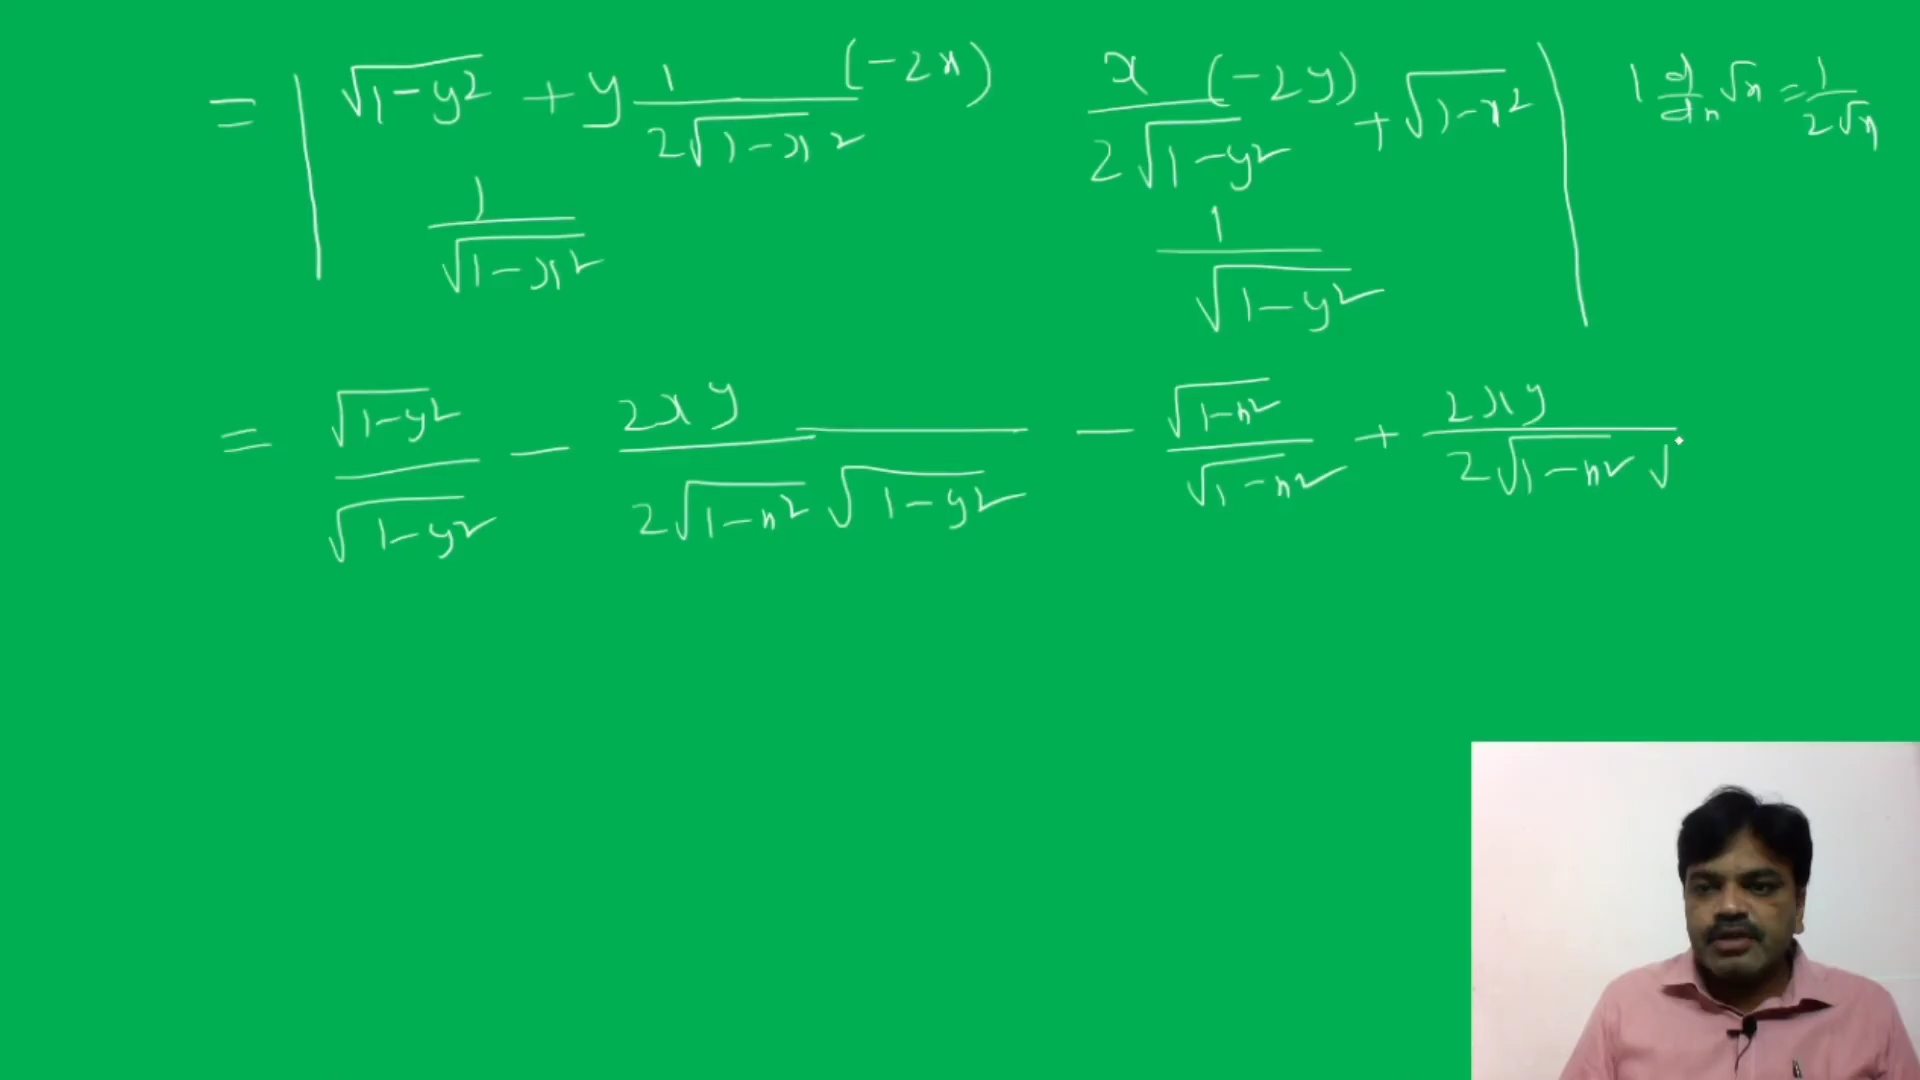 = | √(1-y²) + y 1/(2√(1-x²)) (-2x)    x(-2y)/(2√(1-y²)) + √(1-x²) |    | d/dx √x = 1/(2√x)
1/√(1-x²)    1/√(1-y²)
= √(1-y²)/√(1-y²) - 2xy/(2√(1-x²) √(1-y²)) - √(1-x²)/√(1-x²) + 2xy/(2√(1-x²) √